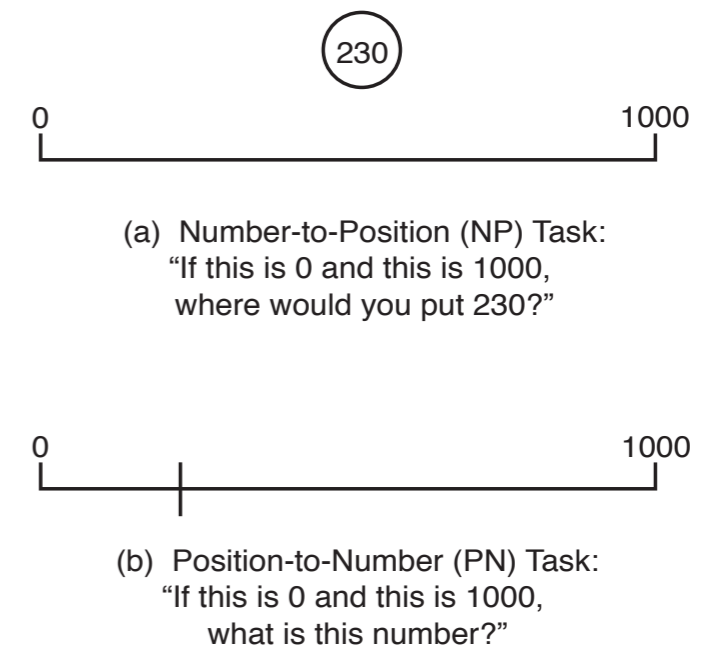 230
0 1000
(a) Number-to-Position (NP) Task:
“If this is 0 and this is 1000,
where would you put 230?”
0 1000
(b) Position-to-Number (PN) Task:
“If this is 0 and this is 1000,
what is this number?”